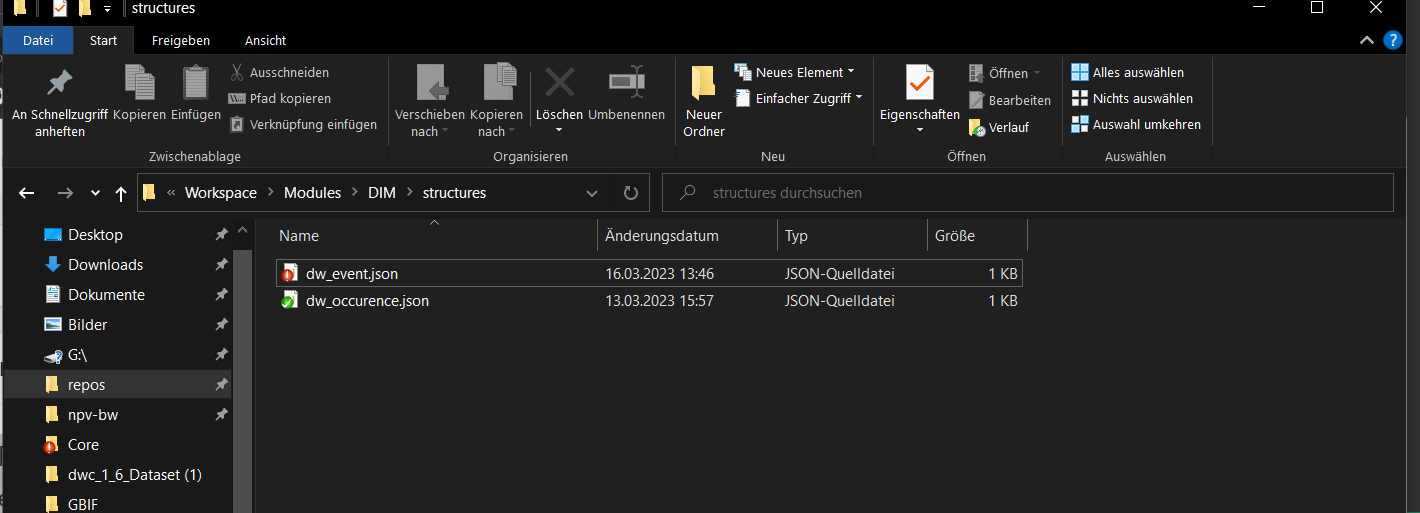 structures
Datei Start Freigeben Ansicht ?
An Schnellzugriff anheften
Kopieren
Einfügen
Ausschneiden
Pfad kopieren
Verknüpfung einfügen
Zwischenablage
Verschieben nach
Kopieren nach
Löschen
Umbenennen
Organisieren
Neuer Ordner
Neues Element
Einfacher Zugriff
Neu
Eigenschaften
Öffnen
Bearbeiten
Verlauf
Öffnen
Alles auswählen
Nichts auswählen
Auswahl umkehren
Auswählen
« Workspace > Modules > DIM > structures
structures durchsuchen
Desktop
Downloads
Dokumente
Bilder
G:\
repos
npv-bw
Core
dwc_1_6_Dataset (1)
GBIF
Name Änderungsdatum Typ Größe
dw_event.json 16.03.2023 13:46 JSON-Quelldatei 1 KB
dw_occurence.json 13.03.2023 15:57 JSON-Quelldatei 1 KB